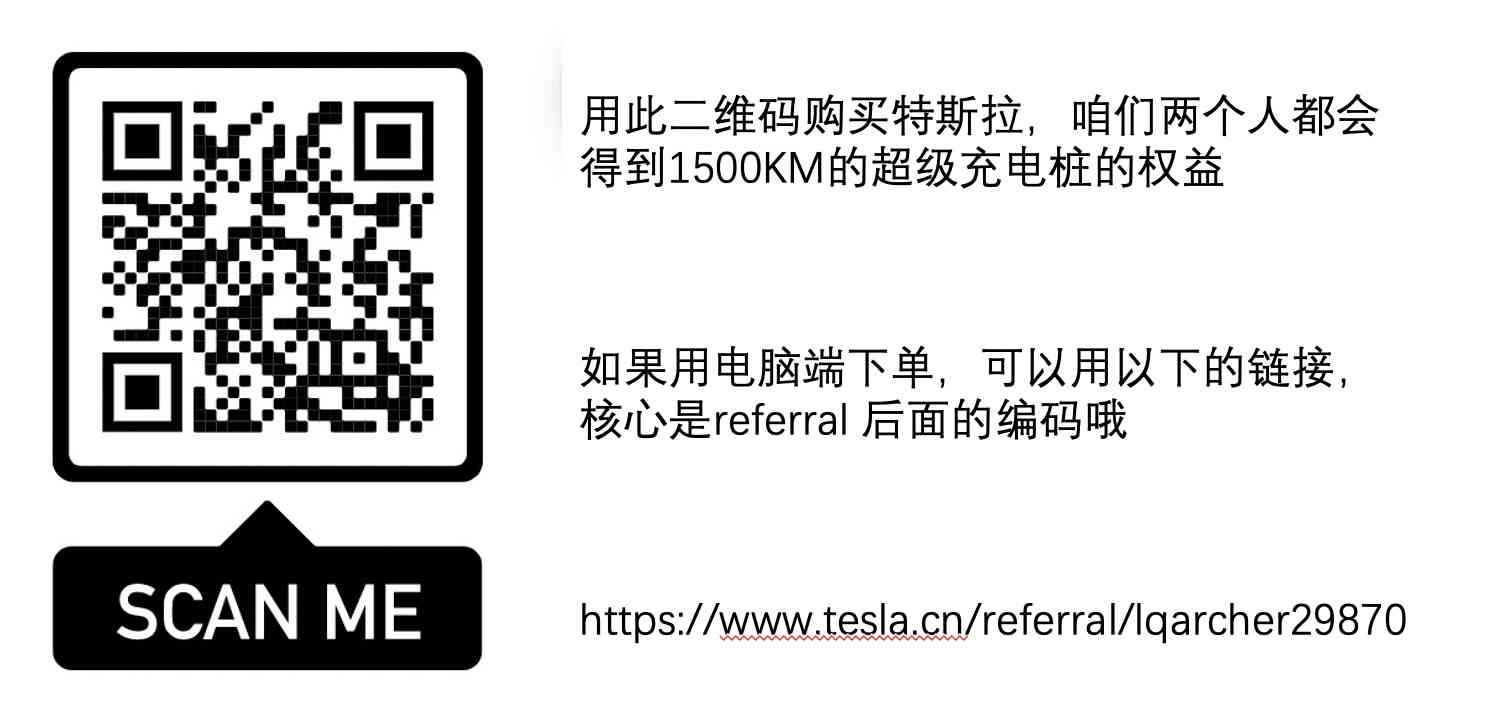 用此二维码购买特斯拉，咱们两个人都会
得到1500KM的超级充电桩的权益
如果用电脑端下单，可以用以下的链接，
核心是referral 后面的编码哦
SCAN ME
https://www.tesla.cn/referral/lqarcher29870